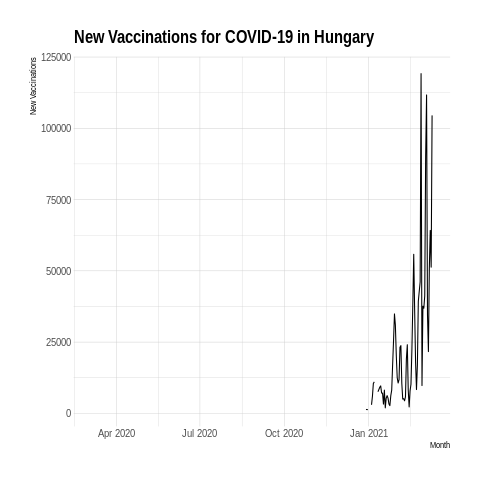 New Vaccinations for COVID-19 in Hungary
New Vaccinations
125000
100000
75000
50000
25000
0
Apr 2020 Jul 2020 Oct 2020 Jan 2021
Month